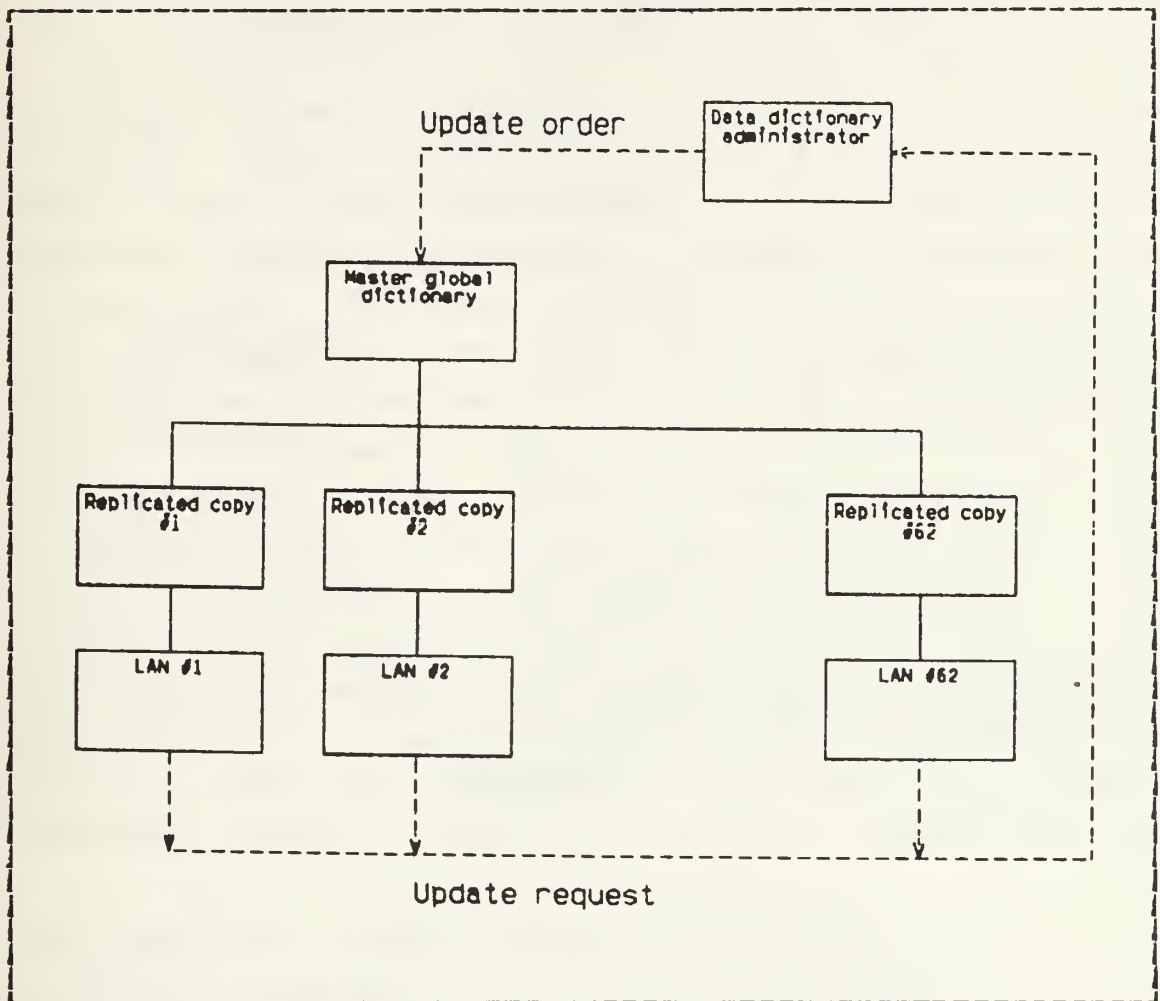 Update order
Data dictionary
administrator
Master global
dictionary
Replicated copy
#1
Replicated copy
#2
Replicated copy
#62
LAN #1
LAN #2
LAN #62
Update request